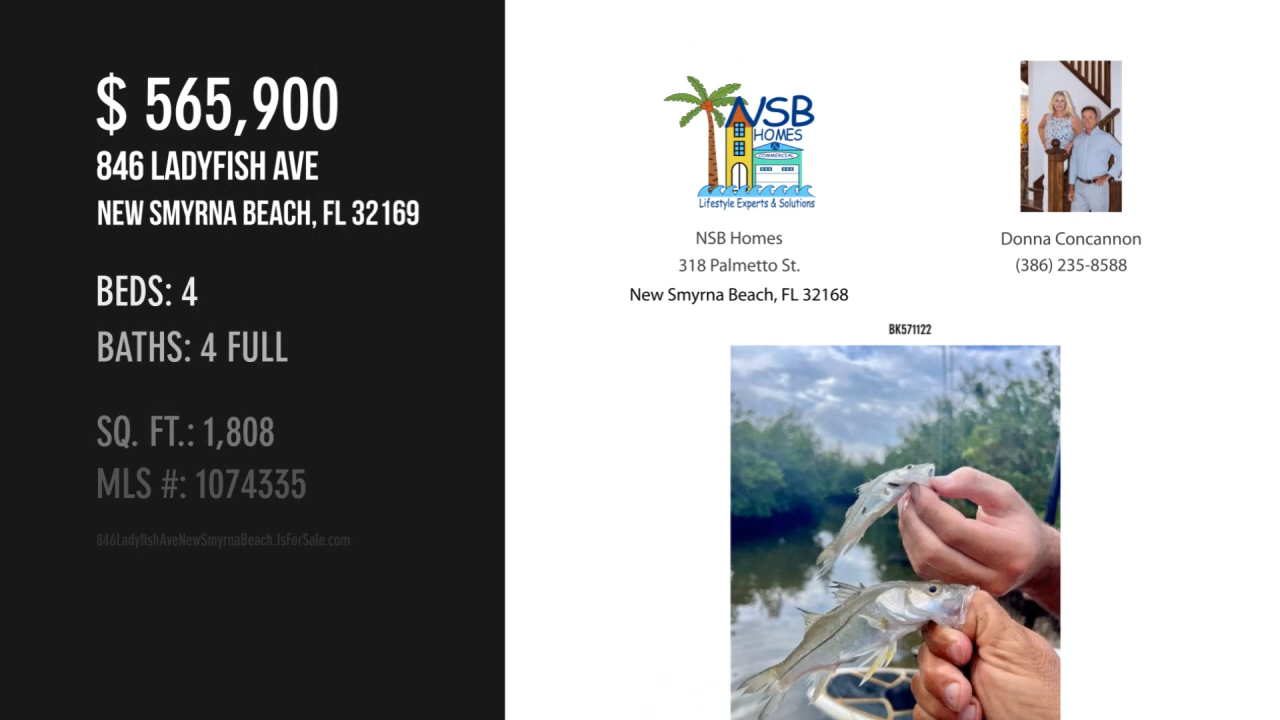 $ 565,900
846 LADYFISH AVE
NEW SMYRNA BEACH, FL 32169
BEDS: 4
BATHS: 4 FULL
SQ. FT.: 1,808
MLS #: 1074335
846LadyfishAveNewSmyrnaBeach.IsForSale.com
NSB
HOMES
&
COMMERCIAL
Lifestyle Experts & Solutions
NSB Homes
318 Palmetto St.
New Smyrna Beach, FL 32168
Donna Concannon
(386) 235-8588
BK571122